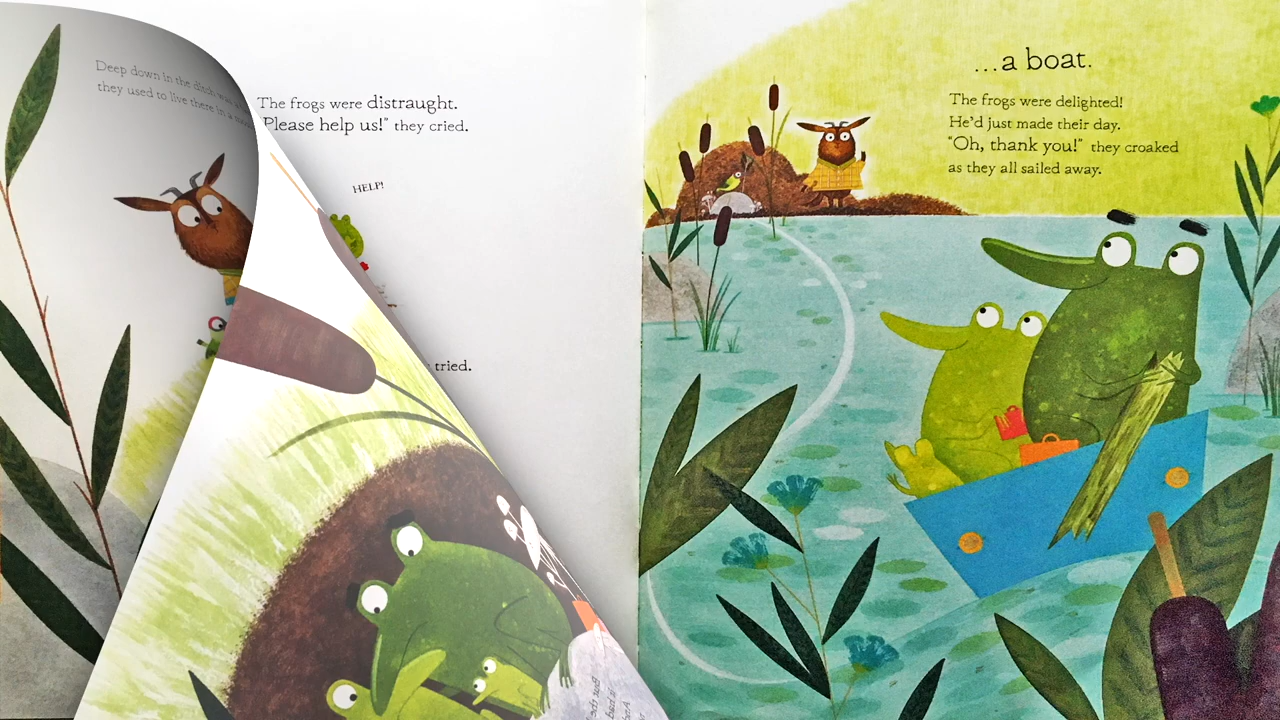 Deep down in the ditch was
they used to live there in a
The frogs were distraught.
"Please help us!" they cried.
HELP!
tried.
...a boat.
The frogs were delighted!
He'd just made their day.
"Oh, thank you!" they croaked
as they all sailed away.